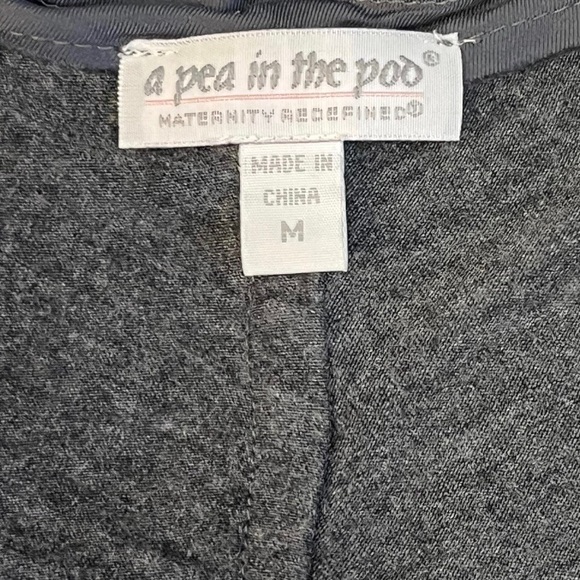 a pea in the pod®
MATERNITY REDEFINED®
MADE IN
CHINA
M